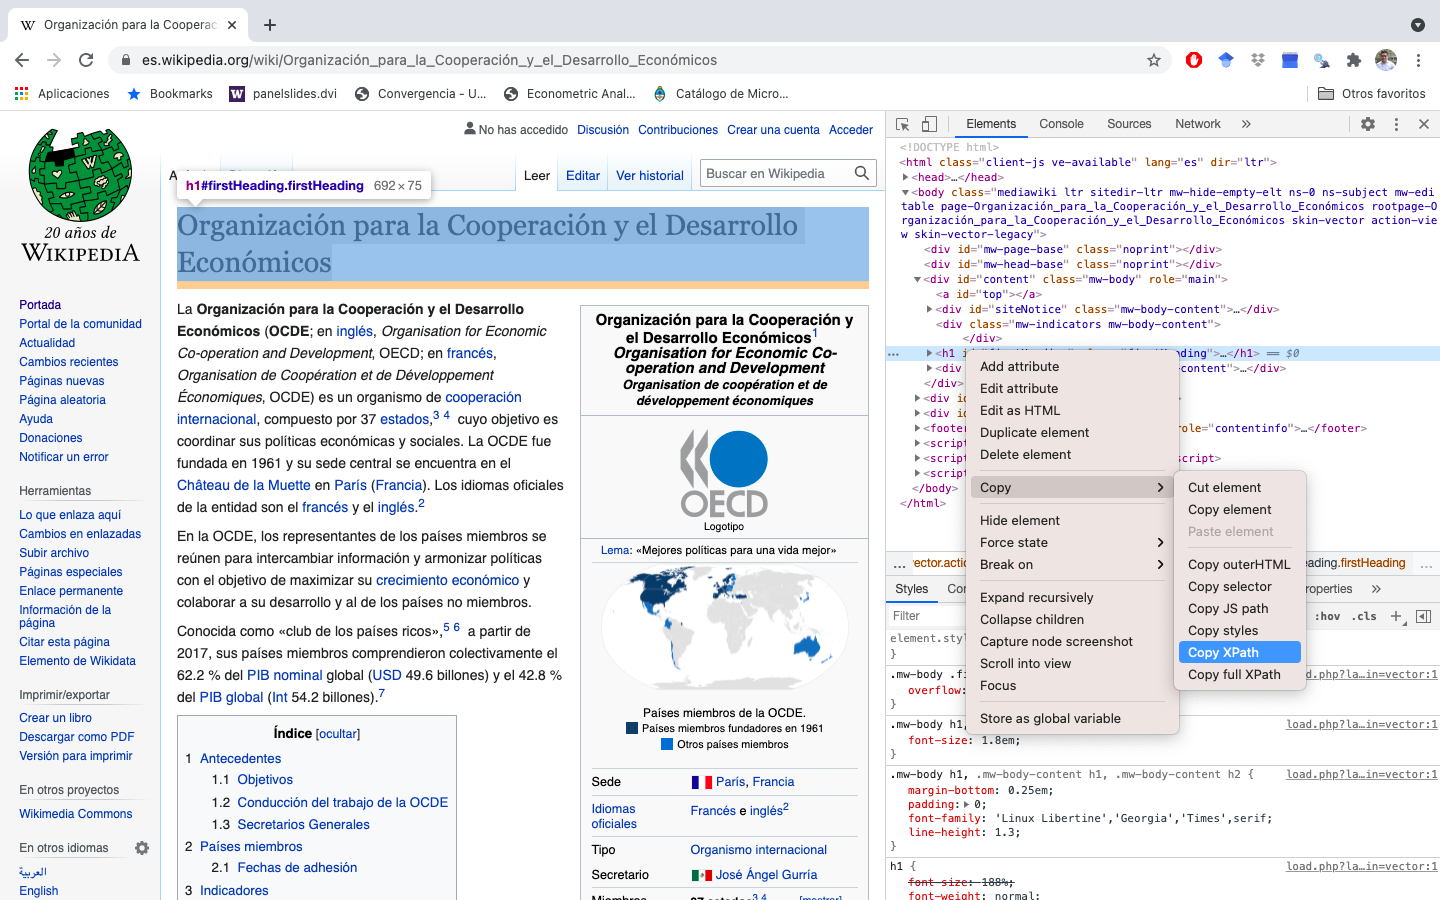 Organización para la Cooperac
es.wikipedia.org/wiki/Organización_para_la_Cooperación_y_el_Desarrollo_Económicos
Aplicaciones
Bookmarks
panelslides.dvi
Convergencia - U...
Econometric Anal...
Catálogo de Micro...
Otros favoritos
20 años de
WIKIPEDIA
Portada
Portal de la comunidad
Actualidad
Cambios recientes
Páginas nuevas
Página aleatoria
Ayuda
Donaciones
Notificar un error
Herramientas
Lo que enlaza aquí
Cambios en enlazadas
Subir archivo
Páginas especiales
Enlace permanente
Información de la
página
Citar esta página
Elemento de Wikidata
Imprimir/exportar
Crear un libro
Descargar como PDF
Versión para imprimir
En otros proyectos
Wikimedia Commons
En otros idiomas
العربية
English
No has accedido Discusión Contribuciones Crear una cuenta Acceder
Leer Editar Ver historial
Buscar en Wikipedia
h1#firstHeading.firstHeading 692 × 75
Organización para la Cooperación y el Desarrollo
Económicos
La Organización para la Cooperación y el Desarrollo
Económicos (OCDE; en inglés, Organisation for Economic
Co-operation and Development, OECD; en francés,
Organisation de Coopération et de Développement
Économiques, OCDE) es un organismo de cooperación
internacional, compuesto por 37 estados,3 4 cuyo objetivo es
coordinar sus políticas económicas y sociales. La OCDE fue
fundada en 1961 y su sede central se encuentra en el
Château de la Muette en París (Francia). Los idiomas oficiales
de la entidad son el francés y el inglés.2
En la OCDE, los representantes de los países miembros se
reúnen para intercambiar información y armonizar políticas
con el objetivo de maximizar su crecimiento económico y
colaborar a su desarrollo y al de los países no miembros.
Conocida como «club de los países ricos»,5 6 a partir de
2017, sus países miembros comprendieron colectivamente el
62.2 % del PIB nominal global (USD 49.6 billones) y el 42.8 %
del PIB global (Int 54.2 billones).7
Índice [ocultar]
1 Antecedentes
1.1 Objetivos
1.2 Conducción del trabajo de la OCDE
1.3 Secretarios Generales
2 Países miembros
2.1 Fechas de adhesión
3 Indicadores
Organización para la Cooperación y
el Desarrollo Económicos1
Organisation for Economic Co-
operation and Development
Organisation de coopération et de
développement économiques
OECD
Logotipo
Lema: «Mejores políticas para una vida mejor»
Países miembros de la OCDE.
Países miembros fundadores en 1961
Otros países miembros
Sede París, Francia
Idiomas Francés e inglés2
oficiales
Tipo Organismo internacional
Secretario José Ángel Gurría
Miembros 37 estados3 4 [mostrar]
Elements Console Sources Network »
<!DOCTYPE html>
<html class="client-js ve-available" lang="es" dir="ltr">
<head>…</head>
<body class="mediawiki ltr sitedir-ltr mw-hide-empty-elt ns-0 ns-subject mw-edi
table page-Organización_para_la_Cooperación_y_el_Desarrollo_Económicos rootpage-O
rganización_para_la_Cooperación_y_el_Desarrollo_Económicos skin-vector action-vie
w skin-vector-legacy">
<div id="mw-page-base" class="noprint"></div>
<div id="mw-head-base" class="noprint"></div>
<div id="content" class="mw-body" role="main">
<a id="top"></a>
<div id="siteNotice" class="mw-body-content">…</div>
<div class="mw-indicators mw-body-content">
</div>
<h1 eading">…</h1> == $0
<div -content">…</div>
</div>
<div
<div id
<footer role="contentinfo">…</footer>
<script
<script script>
<script
</body>
</html>
Add attribute
Edit attribute
Edit as HTML
Duplicate element
Delete element
Copy
Hide element
Force state
Break on
Expand recursively
Collapse children
Capture node screenshot
Scroll into view
Focus
Store as global variable
Cut element
Copy element
Paste element
Copy outerHTML
Copy selector
Copy JS path
Copy styles
Copy XPath
Copy full XPath
... vector.actio eading.firstHeading ...
Styles Co roperties »
Filter :hov .cls +
element.styl
}
.mw-body .fi load.php?la…in=vector:1
overflow:
}
.mw-body h1, load.php?la…in=vector:1
font-size: 1.8em;
}
.mw-body h1, .mw-body-content h1, .mw-body-content h2 { load.php?la…in=vector:1
margin-bottom: 0.25em;
padding: 0;
font-family: 'Linux Libertine','Georgia','Times',serif;
line-height: 1.3;
}
h1 { load.php?la…in=vector:1
font-size: 188%;
font-weight: normal;